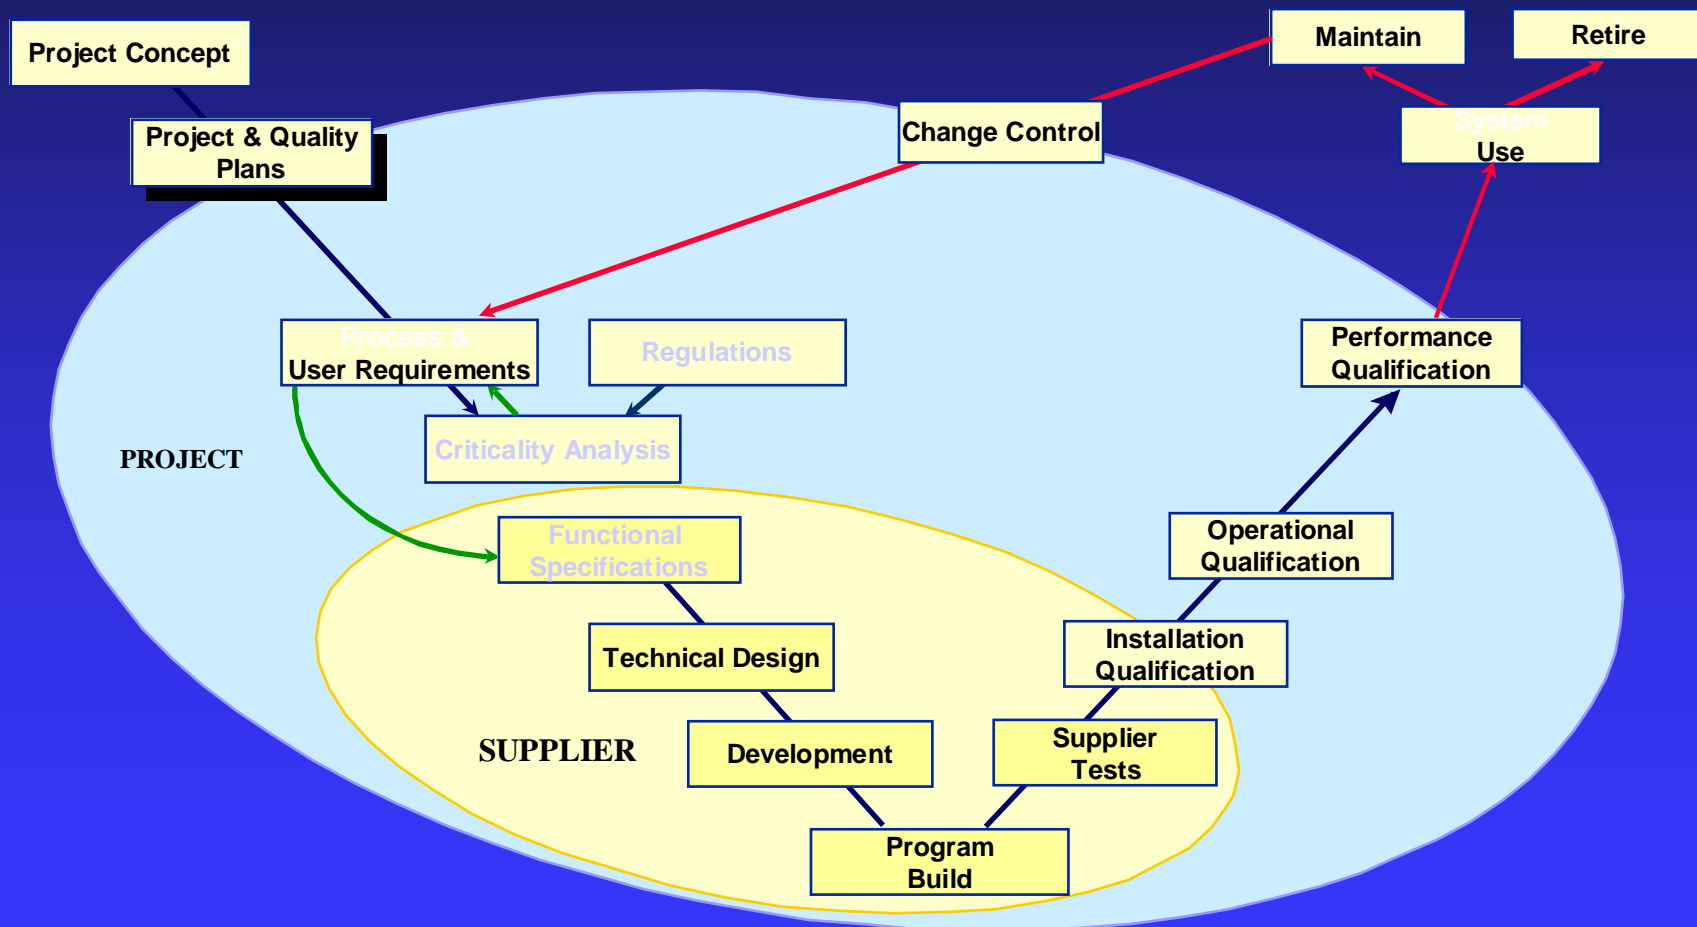 Project Concept
Maintain
Retire
Project & Quality
Plans
Change Control
System
Use
Process &
User Requirements
Regulations
Performance
Qualification
Criticality Analysis
PROJECT
Functional
Specifications
Operational
Qualification
Technical Design
Installation
Qualification
SUPPLIER
Development
Supplier
Tests
Program
Build